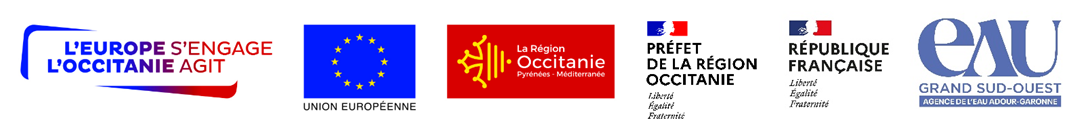 L'EUROPE S'ENGAGE
L'OCCITANIE AGIT
UNION EUROPÉENNE
La Région
Occitanie
Pyrénées - Méditerranée
PRÉFET
DE LA RÉGION
OCCITANIE
Liberté
Égalité
Fraternité
RÉPUBLIQUE
FRANÇAISE
Liberté
Égalité
Fraternité
eau
GRAND SUD-OUEST
AGENCE DE L'EAU ADOUR-GARONNE